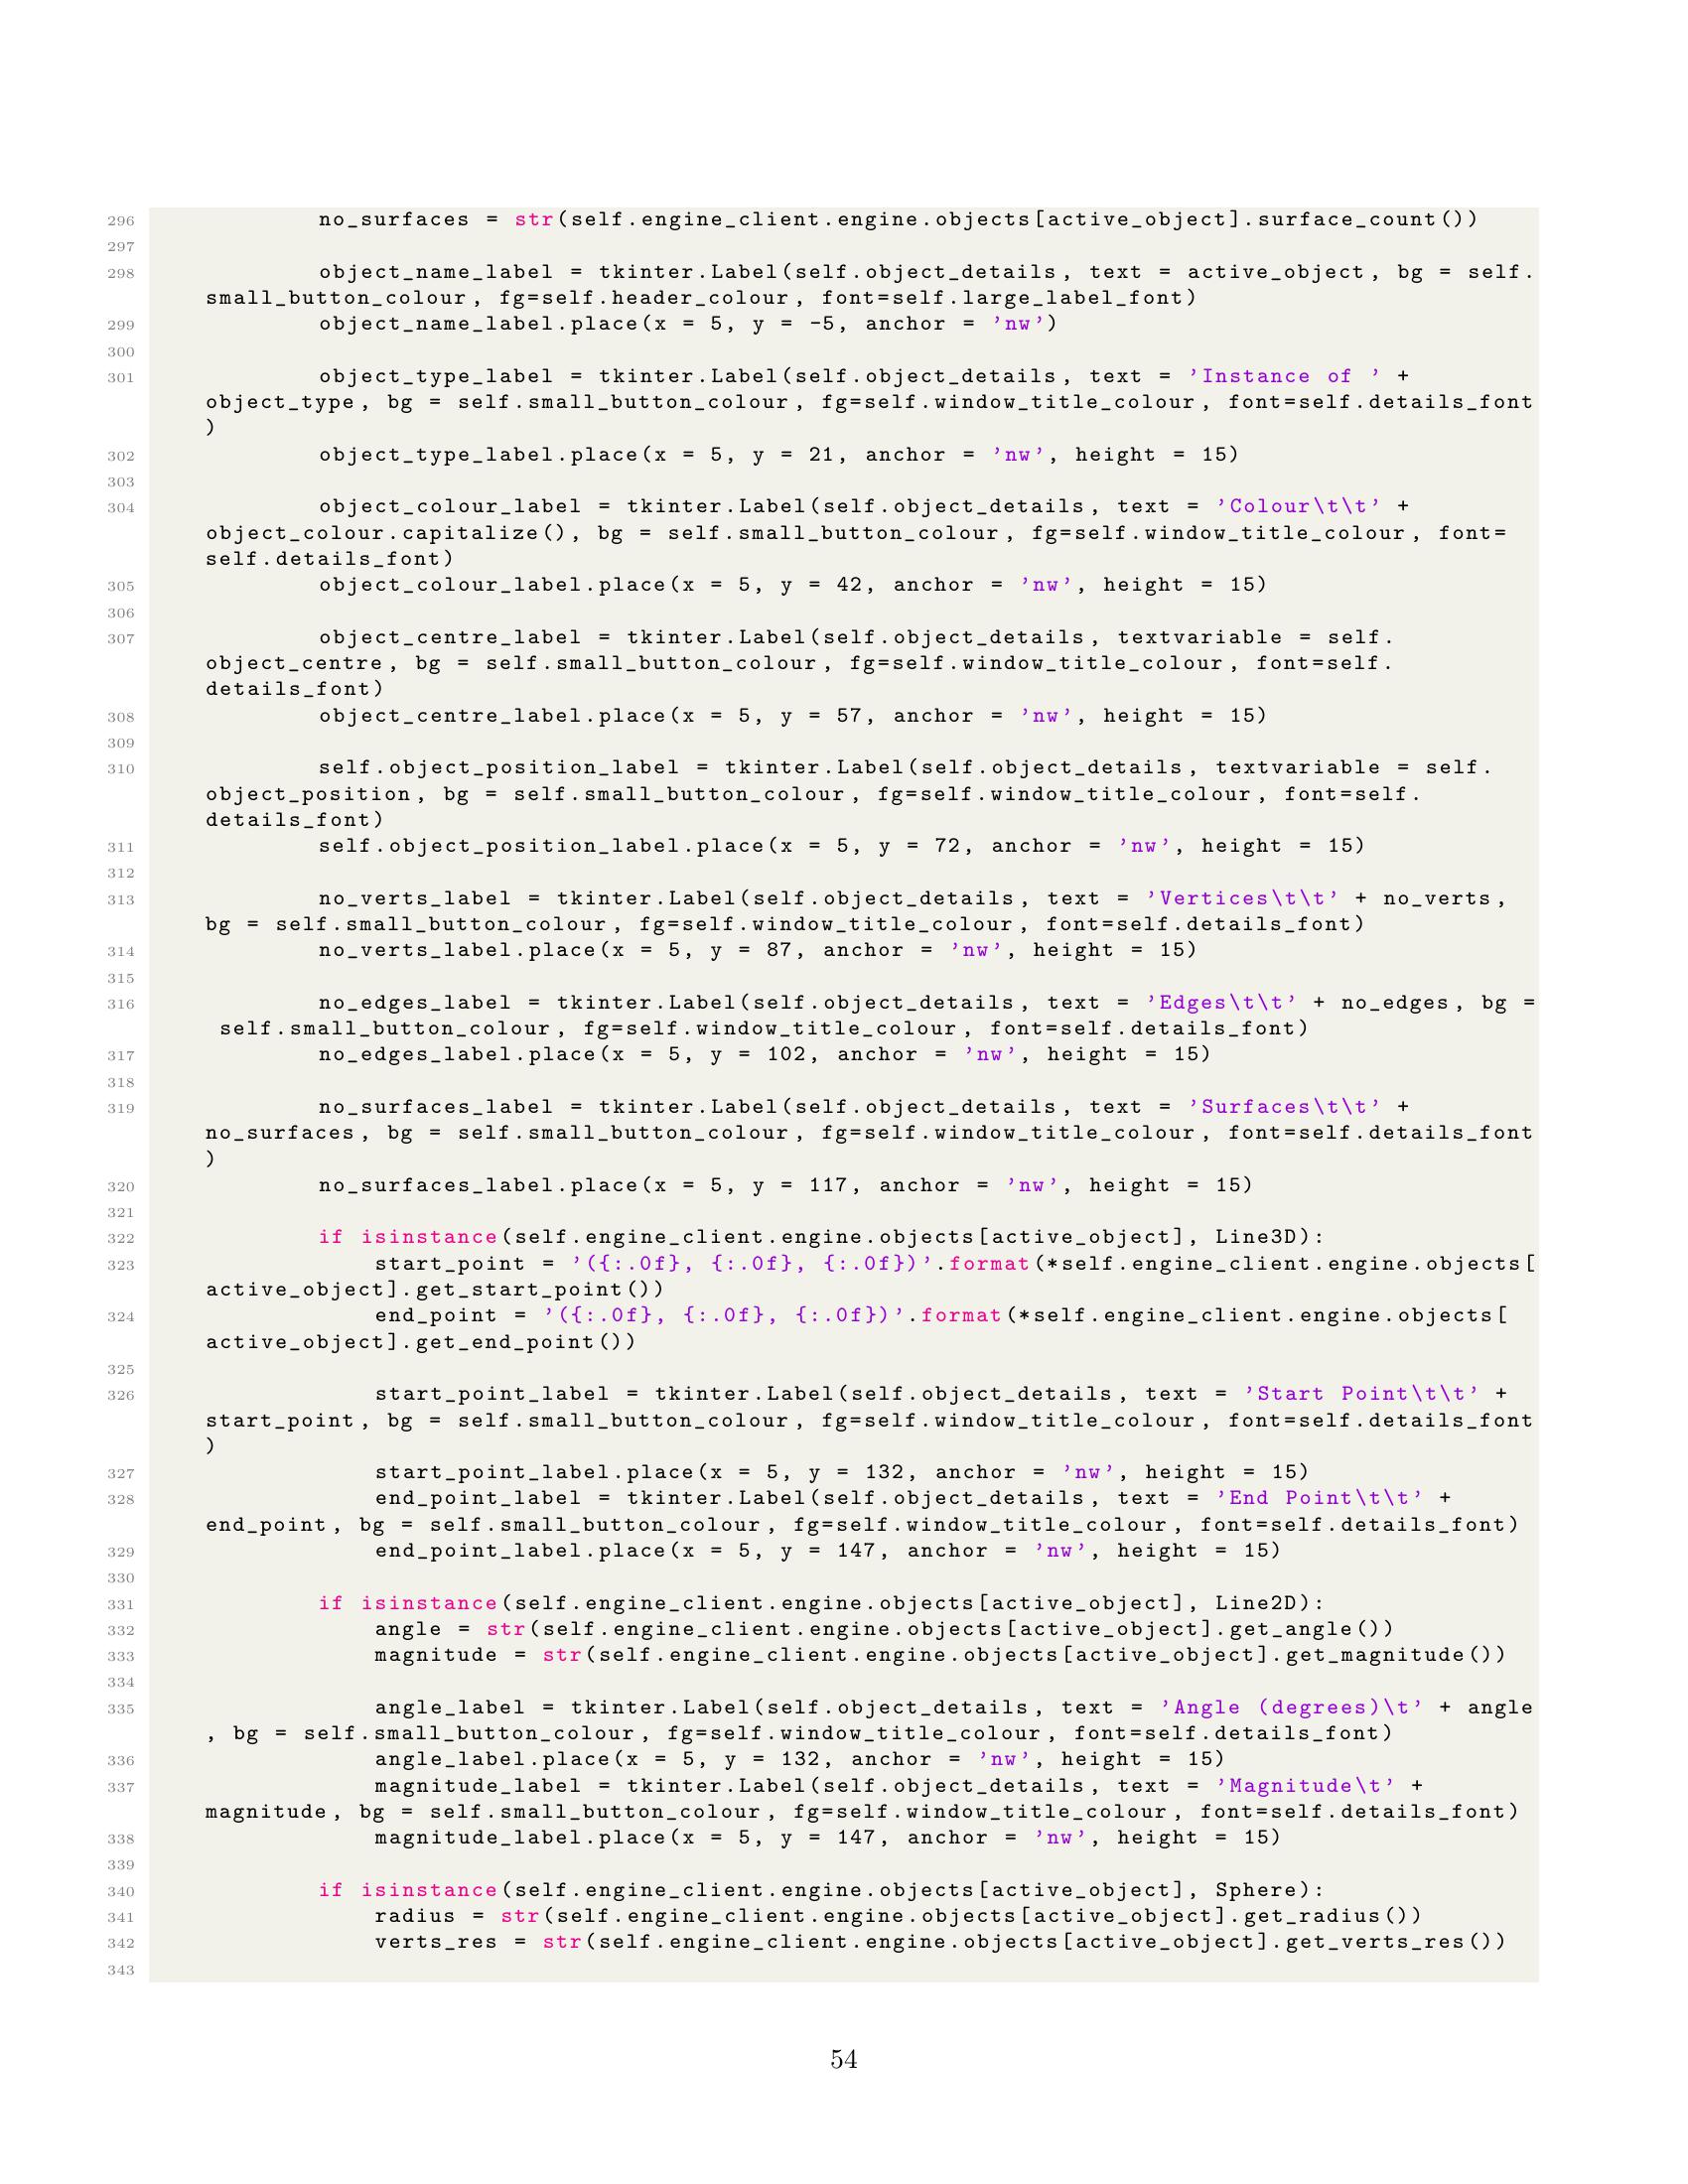 296 no_surfaces = str(self.engine_client.engine.objects[active_object].surface_count())
297
298 object_name_label = tkinter.Label(self.object_details, text = active_object, bg = self.
small_button_colour, fg=self.header_colour, font=self.large_label_font)
299 object_name_label.place(x = 5, y = -5, anchor = 'nw')
300
301 object_type_label = tkinter.Label(self.object_details, text = 'Instance of ' +
object_type, bg = self.small_button_colour, fg=self.window_title_colour, font=self.details_font
)
302 object_type_label.place(x = 5, y = 21, anchor = 'nw', height = 15)
303
304 object_colour_label = tkinter.Label(self.object_details, text = 'Colour\t\t' +
object_colour.capitalize(), bg = self.small_button_colour, fg=self.window_title_colour, font=
self.details_font)
305 object_colour_label.place(x = 5, y = 42, anchor = 'nw', height = 15)
306
307 object_centre_label = tkinter.Label(self.object_details, textvariable = self.
object_centre, bg = self.small_button_colour, fg=self.window_title_colour, font=self.
details_font)
308 object_centre_label.place(x = 5, y = 57, anchor = 'nw', height = 15)
309
310 self.object_position_label = tkinter.Label(self.object_details, textvariable = self.
object_position, bg = self.small_button_colour, fg=self.window_title_colour, font=self.
details_font)
311 self.object_position_label.place(x = 5, y = 72, anchor = 'nw', height = 15)
312
313 no_verts_label = tkinter.Label(self.object_details, text = 'Vertices\t\t' + no_verts,
bg = self.small_button_colour, fg=self.window_title_colour, font=self.details_font)
314 no_verts_label.place(x = 5, y = 87, anchor = 'nw', height = 15)
315
316 no_edges_label = tkinter.Label(self.object_details, text = 'Edges\t\t' + no_edges, bg =
self.small_button_colour, fg=self.window_title_colour, font=self.details_font)
317 no_edges_label.place(x = 5, y = 102, anchor = 'nw', height = 15)
318
319 no_surfaces_label = tkinter.Label(self.object_details, text = 'Surfaces\t\t' +
no_surfaces, bg = self.small_button_colour, fg=self.window_title_colour, font=self.details_font
)
320 no_surfaces_label.place(x = 5, y = 117, anchor = 'nw', height = 15)
321
322 if isinstance(self.engine_client.engine.objects[active_object], Line3D):
323 start_point = '({:.0f}, {:.0f}, {:.0f})'.format(*self.engine_client.engine.objects[
active_object].get_start_point())
324 end_point = '({:.0f}, {:.0f}, {:.0f})'.format(*self.engine_client.engine.objects[
active_object].get_end_point())
325
326 start_point_label = tkinter.Label(self.object_details, text = 'Start Point\t\t' +
start_point, bg = self.small_button_colour, fg=self.window_title_colour, font=self.details_font
)
327 start_point_label.place(x = 5, y = 132, anchor = 'nw', height = 15)
328 end_point_label = tkinter.Label(self.object_details, text = 'End Point\t\t' +
end_point, bg = self.small_button_colour, fg=self.window_title_colour, font=self.details_font)
329 end_point_label.place(x = 5, y = 147, anchor = 'nw', height = 15)
330
331 if isinstance(self.engine_client.engine.objects[active_object], Line2D):
332 angle = str(self.engine_client.engine.objects[active_object].get_angle())
333 magnitude = str(self.engine_client.engine.objects[active_object].get_magnitude())
334
335 angle_label = tkinter.Label(self.object_details, text = 'Angle (degrees)\t' + angle
, bg = self.small_button_colour, fg=self.window_title_colour, font=self.details_font)
336 angle_label.place(x = 5, y = 132, anchor = 'nw', height = 15)
337 magnitude_label = tkinter.Label(self.object_details, text = 'Magnitude\t' +
magnitude, bg = self.small_button_colour, fg=self.window_title_colour, font=self.details_font)
338 magnitude_label.place(x = 5, y = 147, anchor = 'nw', height = 15)
339
340 if isinstance(self.engine_client.engine.objects[active_object], Sphere):
341 radius = str(self.engine_client.engine.objects[active_object].get_radius())
342 verts_res = str(self.engine_client.engine.objects[active_object].get_verts_res())
343
54